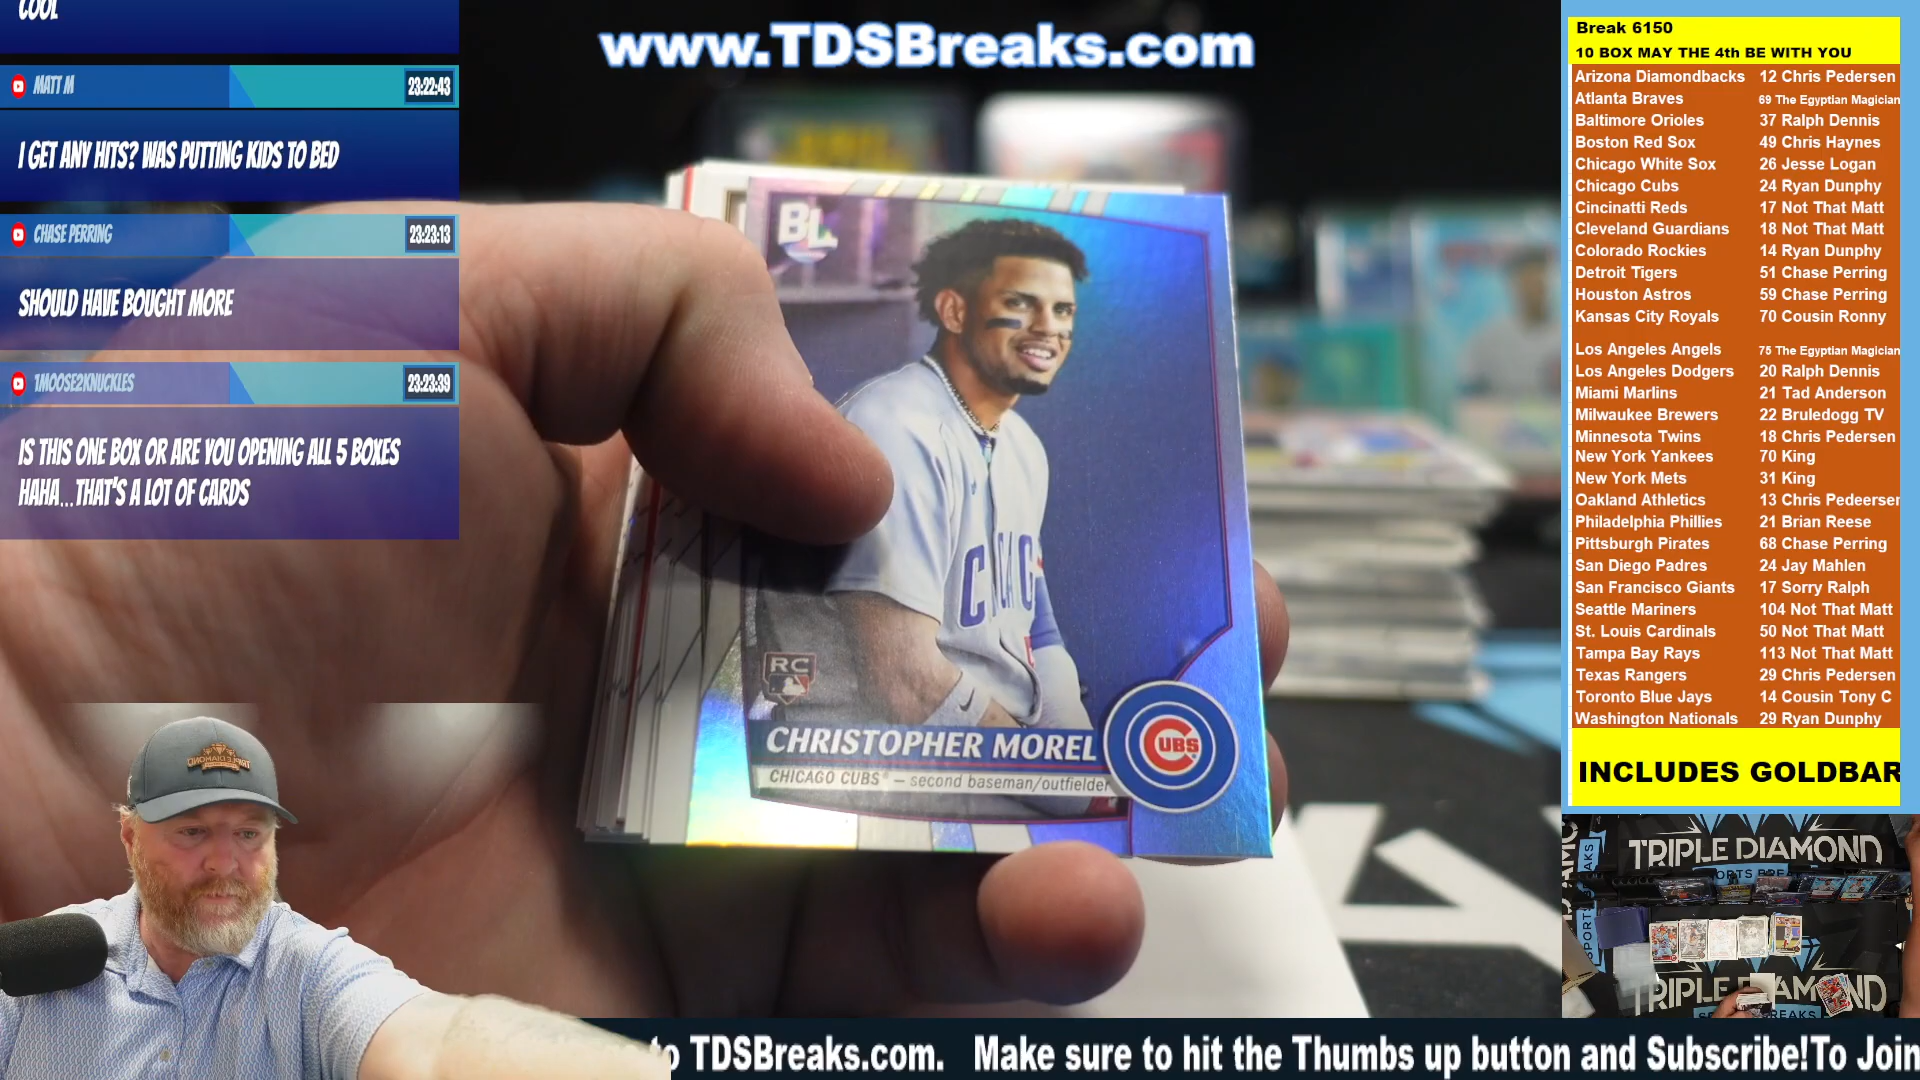 COOL
MATT M 23:22:43
I GET ANY HITS? WAS PUTTING KIDS TO BED
CHASE PERRING 23:23:13
SHOULD HAVE BOUGHT MORE
1MOOSE2KNUCKLES 23:23:39
IS THIS ONE BOX OR ARE YOU OPENING ALL 5 BOXES
HAHA...THAT'S A LOT OF CARDS
www.TDSBreaks.com
BL
RC
CHRISTOPHER MOREL
CHICAGO CUBS® — second baseman/outfielder
CUBS
Break 6150
10 BOX MAY THE 4th BE WITH YOU
Arizona Diamondbacks 12 Chris Pedersen
Atlanta Braves 69 The Egyptian Magician
Baltimore Orioles 37 Ralph Dennis
Boston Red Sox 49 Chris Haynes
Chicago White Sox 26 Jesse Logan
Chicago Cubs 24 Ryan Dunphy
Cincinatti Reds 17 Not That Matt
Cleveland Guardians 18 Not That Matt
Colorado Rockies 14 Ryan Dunphy
Detroit Tigers 51 Chase Perring
Houston Astros 59 Chase Perring
Kansas City Royals 70 Cousin Ronny
Los Angeles Angels 75 The Egyptian Magician
Los Angeles Dodgers 20 Ralph Dennis
Miami Marlins 21 Tad Anderson
Milwaukee Brewers 22 Bruledogg TV
Minnesota Twins 18 Chris Pedersen
New York Yankees 70 King
New York Mets 31 King
Oakland Athletics 13 Chris Pedeerser
Philadelphia Phillies 21 Brian Reese
Pittsburgh Pirates 68 Chase Perring
San Diego Padres 24 Jay Mahlen
San Francisco Giants 17 Sorry Ralph
Seattle Mariners 104 Not That Matt
St. Louis Cardinals 50 Not That Matt
Tampa Bay Rays 113 Not That Matt
Texas Rangers 29 Chris Pedersen
Toronto Blue Jays 14 Cousin Tony C
Washington Nationals 29 Ryan Dunphy
INCLUDES GOLDBAR
TRIPLE DIAMOND
to TDSBreaks.com. Make sure to hit the Thumbs up button and Subscribe!To Join